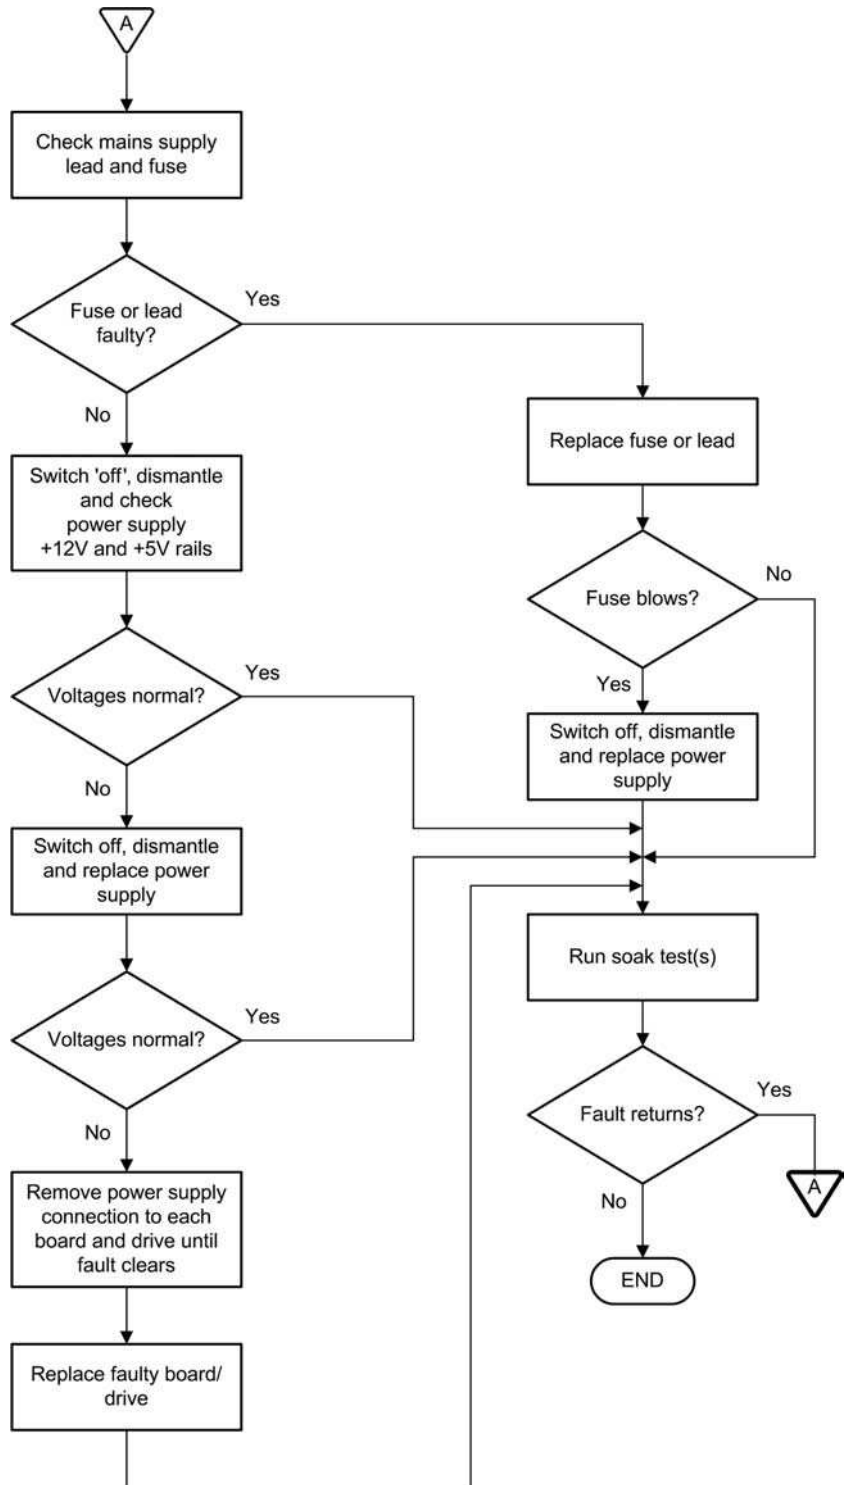 A
Check mains supply
lead and fuse
Fuse or lead
faulty?
Yes
No
Switch 'off', dismantle
and check
power supply
+12V and +5V rails
Voltages normal?
Yes
No
Switch off, dismantle
and replace power
supply
Voltages normal?
Yes
No
Remove power supply
connection to each
board and drive until
fault clears
Replace faulty board/
drive
Replace fuse or lead
Fuse blows?
No
Yes
Switch off, dismantle
and replace power
supply
Run soak test(s)
Fault returns?
Yes
A
No
END